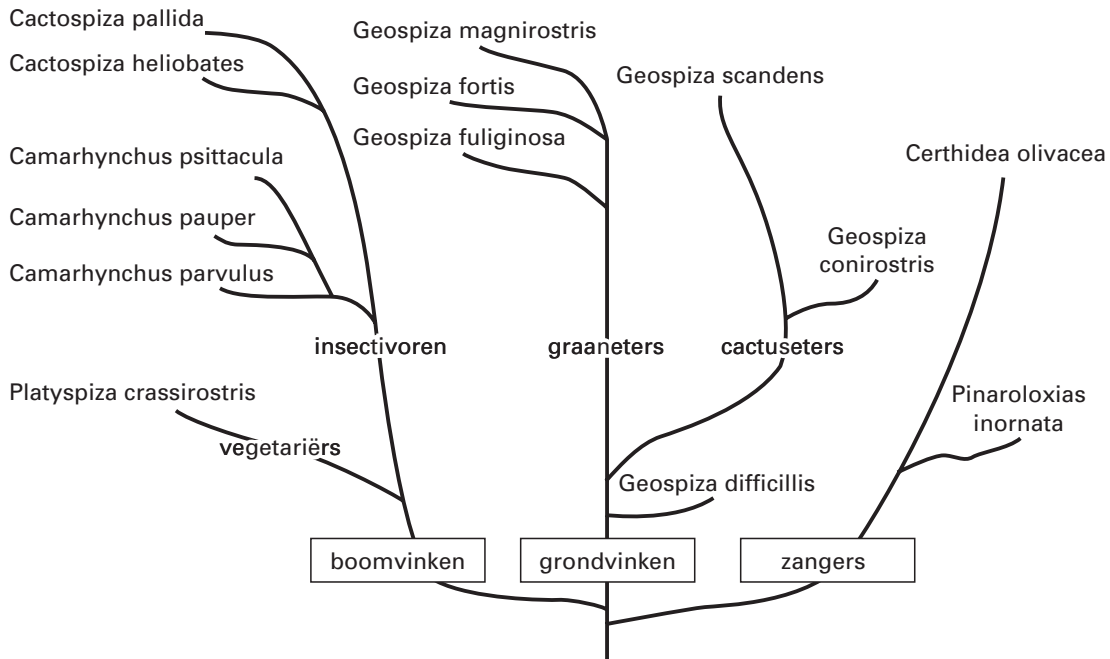 Cactospiza pallida
Cactospiza heliobates
Camarhynchus psittacula
Camarhynchus pauper
Camarhynchus parvulus
Platyspiza crassirostris
Geospiza magnirostris
Geospiza fortis
Geospiza fuliginosa
Geospiza scandens
Certhidea olivacea
Geospiza
conirostris
insectivoren
graaneters
cactuseters
vegetariërs
Pinaroloxias
inornata
Geospiza difficillis
boomvinken
grondvinken
zangers